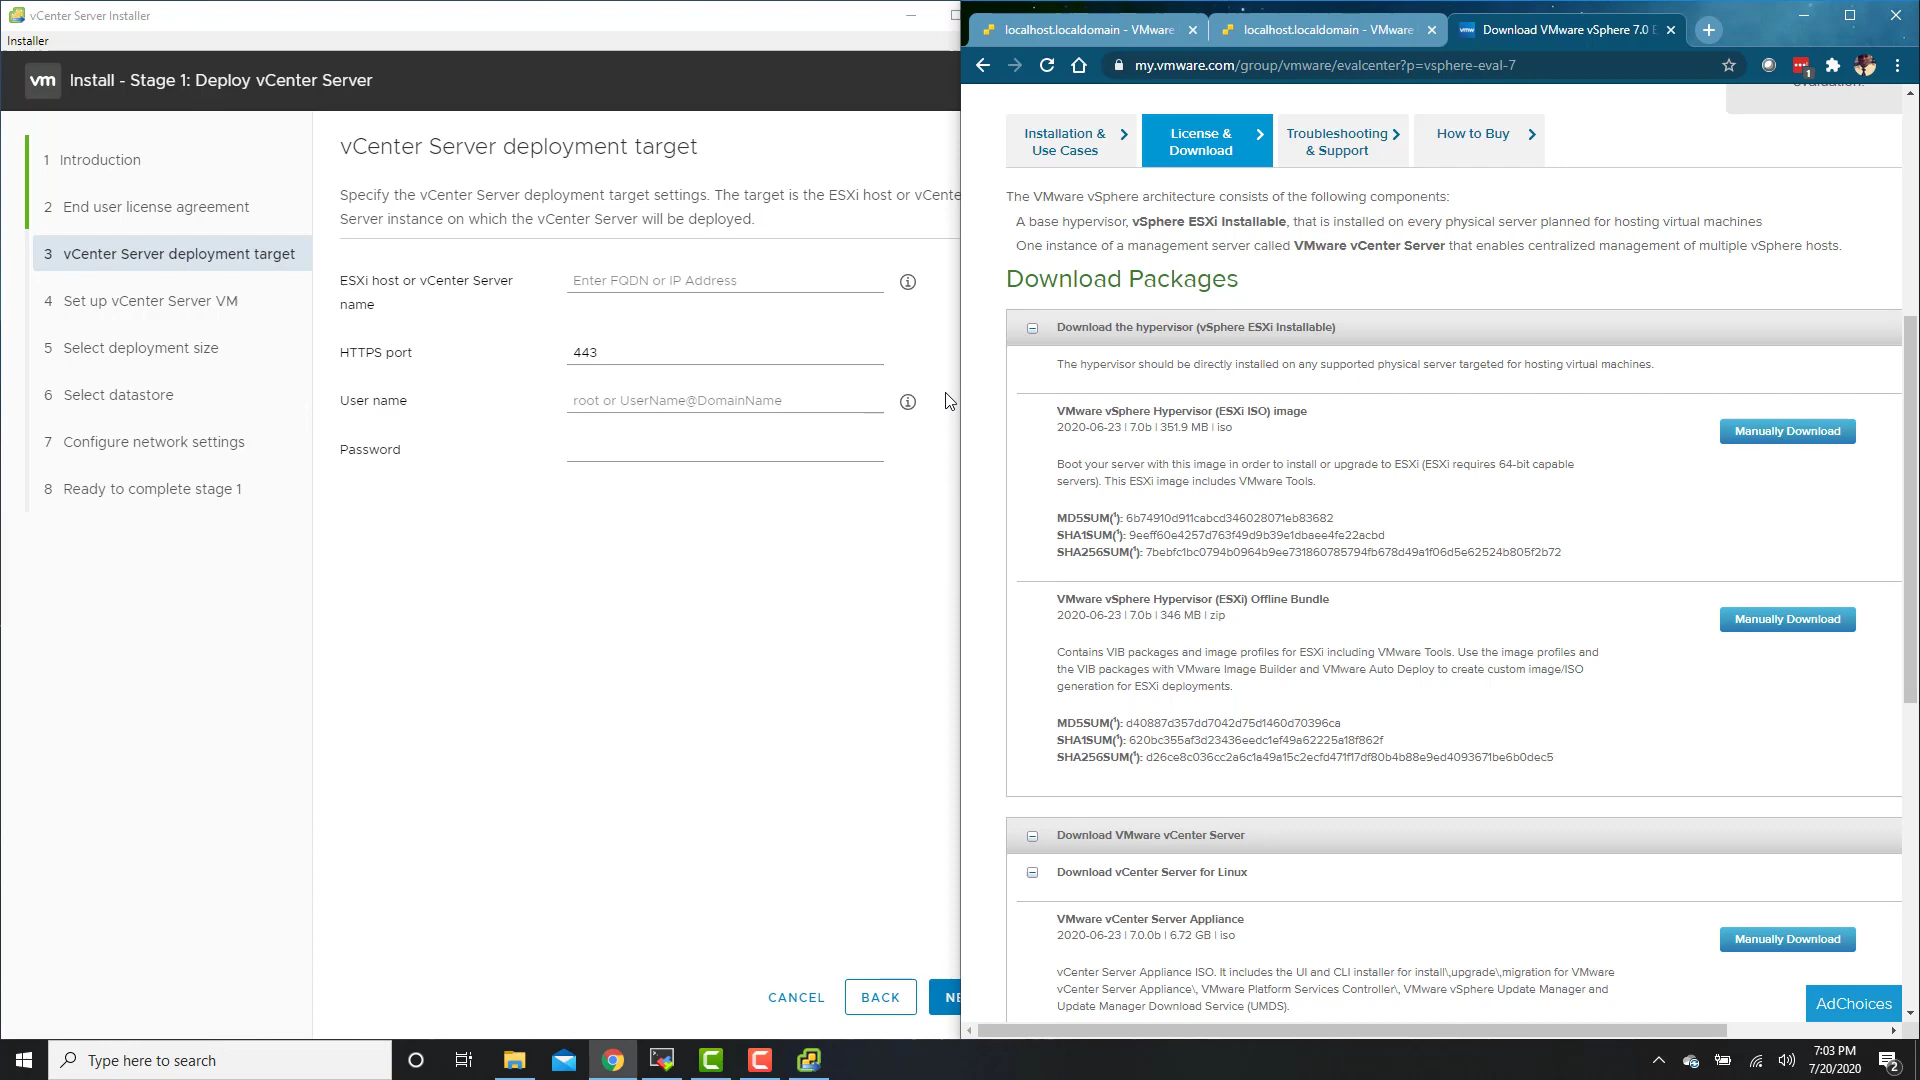 vCenter Server Installer
Installer
vm Install - Stage 1: Deploy vCenter Server
1 Introduction
2 End user license agreement
3 vCenter Server deployment target
4 Set up vCenter Server VM
5 Select deployment size
6 Select datastore
7 Configure network settings
8 Ready to complete stage 1
vCenter Server deployment target
Specify the vCenter Server deployment target settings. The target is the ESXi host or vCente
Server instance on which the vCenter Server will be deployed.
ESXi host or vCenter Server
name
Enter FQDN or IP Address
HTTPS port
443
User name
root or UserName@DomainName
Password
CANCEL
BACK
NE
localhost.localdomain - VMware
localhost.localdomain - VMware
vmw Download VMware vSphere 7.0 E
my.vmware.com/group/vmware/evalcenter?p=vsphere-eval-7
1
evaluation.
Installation &
Use Cases
License &
Download
Troubleshooting
& Support
How to Buy
The VMware vSphere architecture consists of the following components:
A base hypervisor, vSphere ESXi Installable, that is installed on every physical server planned for hosting virtual machines
One instance of a management server called VMware vCenter Server that enables centralized management of multiple vSphere hosts.
Download Packages
Download the hypervisor (vSphere ESXi Installable)
The hypervisor should be directly installed on any supported physical server targeted for hosting virtual machines.
VMware vSphere Hypervisor (ESXi ISO) image
2020-06-23 | 7.0b | 351.9 MB | iso
Manually Download
Boot your server with this image in order to install or upgrade to ESXi (ESXi requires 64-bit capable
servers). This ESXi image includes VMware Tools.
MD5SUM(¹): 6b74910d911cabcd346028071eb83682
SHA1SUM(¹): 9eeff60e4257d763f49d9b39e1dbaee4fe22acbd
SHA256SUM(¹): 7bebfc1bc0794b0964b9ee731860785794fb678d49a1f06d5e62524b805f2b72
VMware vSphere Hypervisor (ESXi) Offline Bundle
2020-06-23 | 7.0b | 346 MB | zip
Manually Download
Contains VIB packages and image profiles for ESXi including VMware Tools. Use the image profiles and
the VIB packages with VMware Image Builder and VMware Auto Deploy to create custom image/ISO
generation for ESXi deployments.
MD5SUM(¹): d40887d357dd7042d75d1460d70396ca
SHA1SUM(¹): 620bc355af3d23436eedc1ef49a62225a18f862f
SHA256SUM(¹): d26ce8c036cc2a6c1a49a15c2ecfd471f17df80b4b88e9ed4093671be6b0dec5
Download VMware vCenter Server
Download vCenter Server for Linux
VMware vCenter Server Appliance
2020-06-23 | 7.0.0b | 6.72 GB | iso
Manually Download
vCenter Server Appliance ISO. It includes the UI and CLI installer for install\,upgrade\,migration for VMware
vCenter Server Appliance\, VMware Platform Services Controller\, VMware vSphere Update Manager and
Update Manager Download Service (UMDS).
AdChoices
Type here to search
7:03 PM
7/20/2020
2